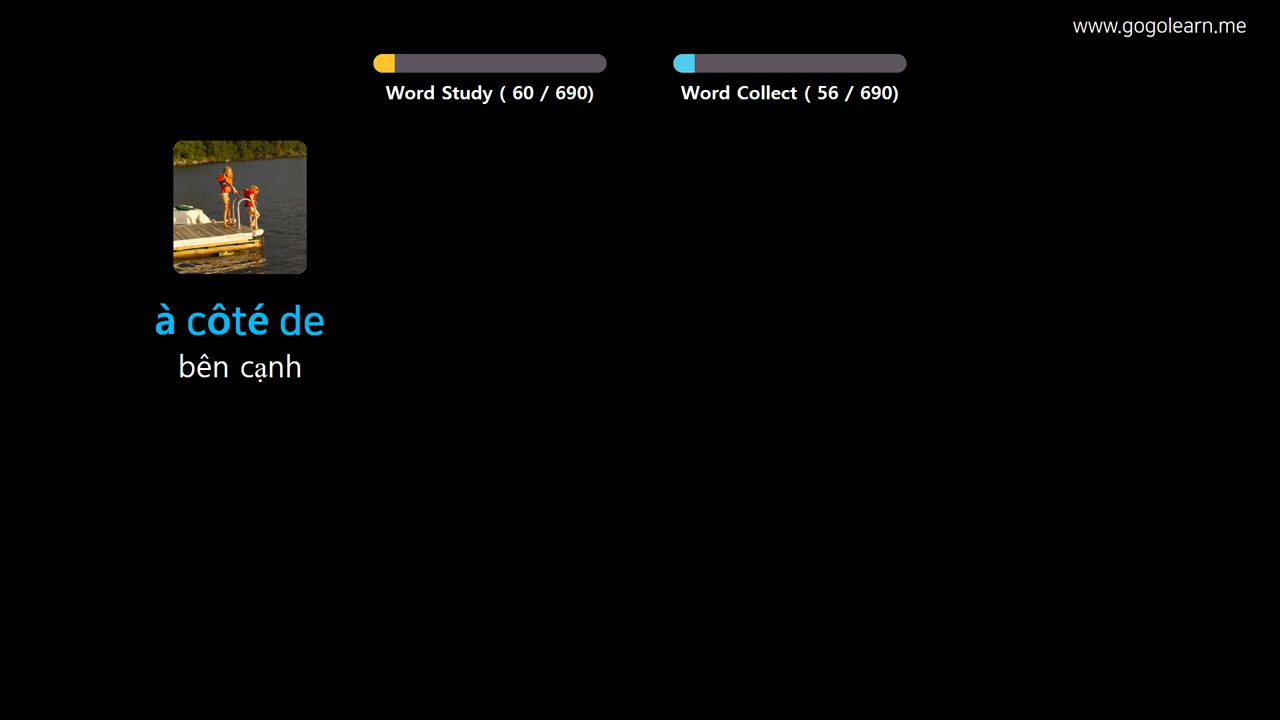 www.gogolearn.me
Word Study ( 60 / 690)
Word Collect ( 56 / 690)
à côté de
bên cạnh